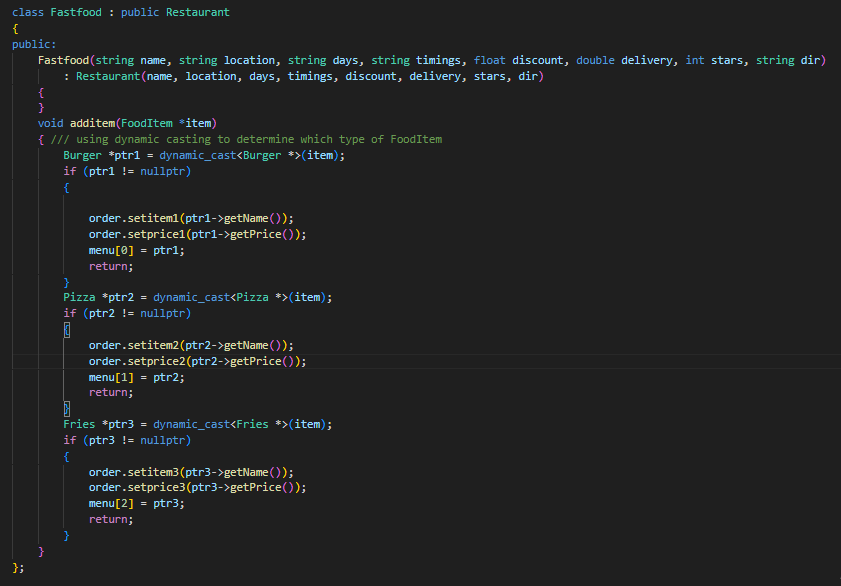 class Fastfood : public Restaurant
{
public:
    Fastfood(string name, string location, string days, string timings, float discount, double delivery, int stars, string dir)
        : Restaurant(name, location, days, timings, discount, delivery, stars, dir)
    {
    }
    void additem(FoodItem *item)
    { /// using dynamic casting to determine which type of FoodItem
        Burger *ptr1 = dynamic_cast<Burger *>(item);
        if (ptr1 != nullptr)
        {
            order.setitem1(ptr1->getName());
            order.setprice1(ptr1->getPrice());
            menu[0] = ptr1;
            return;
        }
        Pizza *ptr2 = dynamic_cast<Pizza *>(item);
        if (ptr2 != nullptr)
        {
            order.setitem2(ptr2->getName());
            order.setprice2(ptr2->getPrice());
            menu[1] = ptr2;
            return;
        }
        Fries *ptr3 = dynamic_cast<Fries *>(item);
        if (ptr3 != nullptr)
        {
            order.setitem3(ptr3->getName());
            order.setprice3(ptr3->getPrice());
            menu[2] = ptr3;
            return;
        }
    }
};